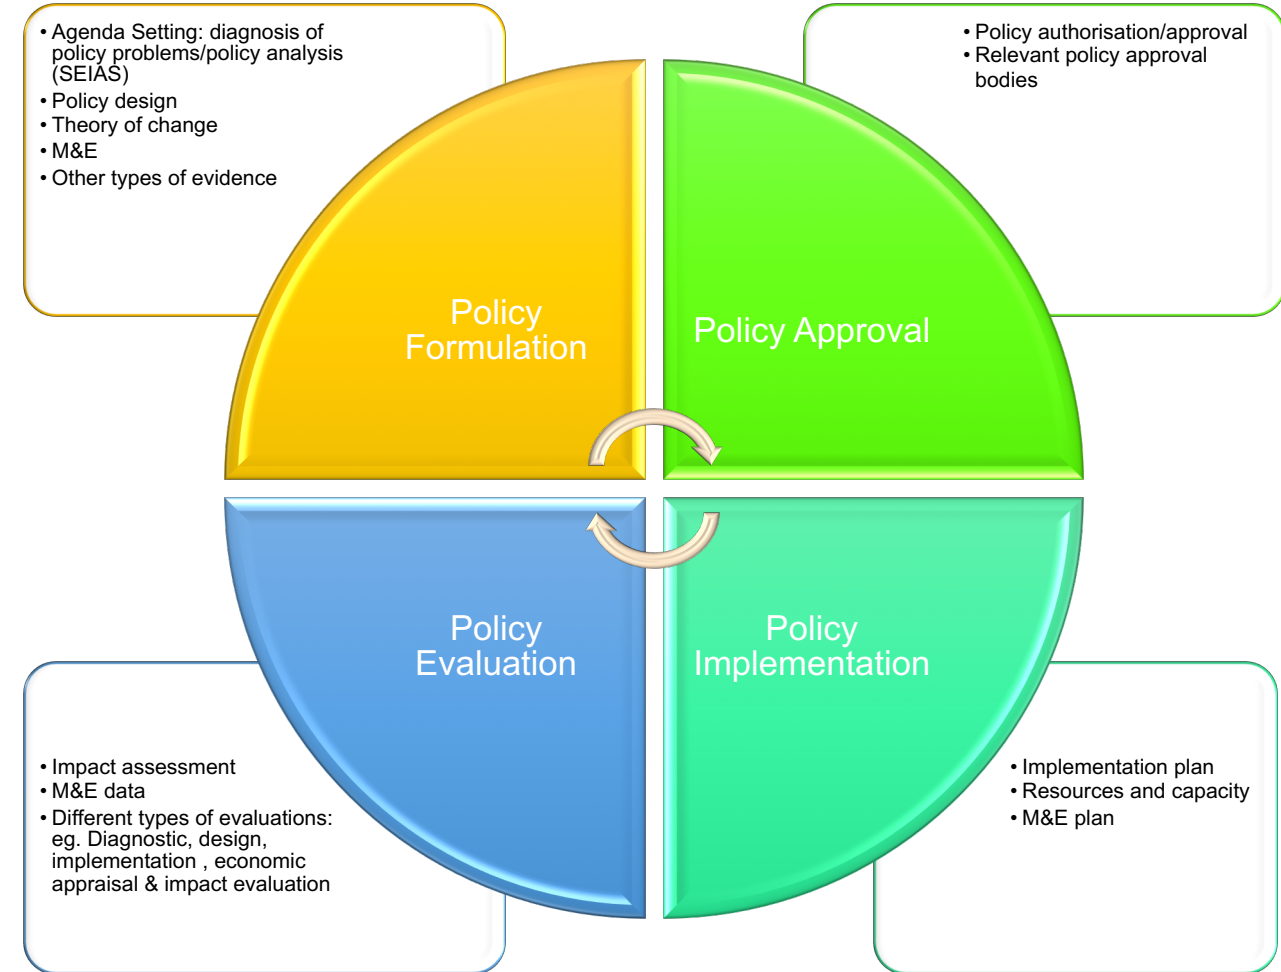 • Agenda Setting: diagnosis of
policy problems/policy analysis
(SEIAS)
• Policy design
• Theory of change
• M&E
• Other types of evidence
• Policy authorisation/approval
• Relevant policy approval
bodies
Policy
Formulation
Policy Approval
Policy
Evaluation
Policy
Implementation
• Impact assessment
• M&E data
• Different types of evaluations:
eg. Diagnostic, design,
implementation , economic
appraisal & impact evaluation
• Implementation plan
• Resources and capacity
• M&E plan